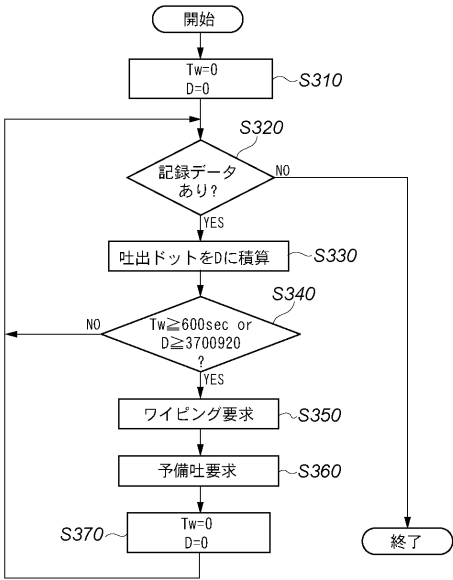 開始
Tw=0
D=0
S310
S320
記録データ
あり?
NO
YES
吐出ドットをDに積算
S330
S340
NO
Tw≧600sec or
D≧3700920
?
YES
ワイピング要求
S350
予備吐要求
S360
S370
Tw=0
D=0
終了